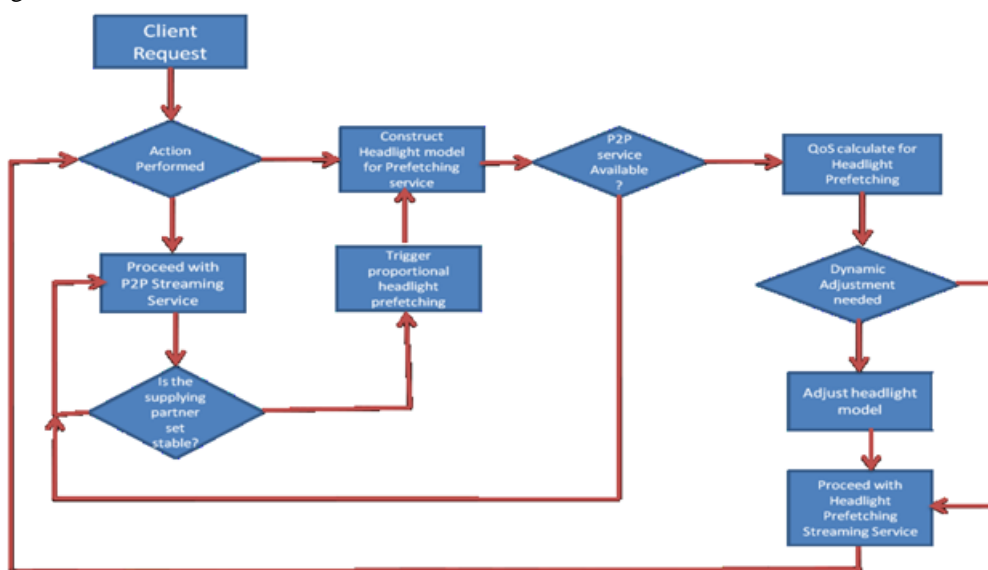 Client
Request
Action
Performed
Construct
Headlight model
for Prefetching
service
P2P
service
Available
?
QoS calculate for
Headlight
Prefetching
Proceed with
P2P Streaming
Service
Trigger
proportional
headlight
prefetching
Dynamic
Adjustment
needed
Is the
supplying
partner
set
stable?
Adjust headlight
model
Proceed with
Headlight
Prefetching
Streaming Service